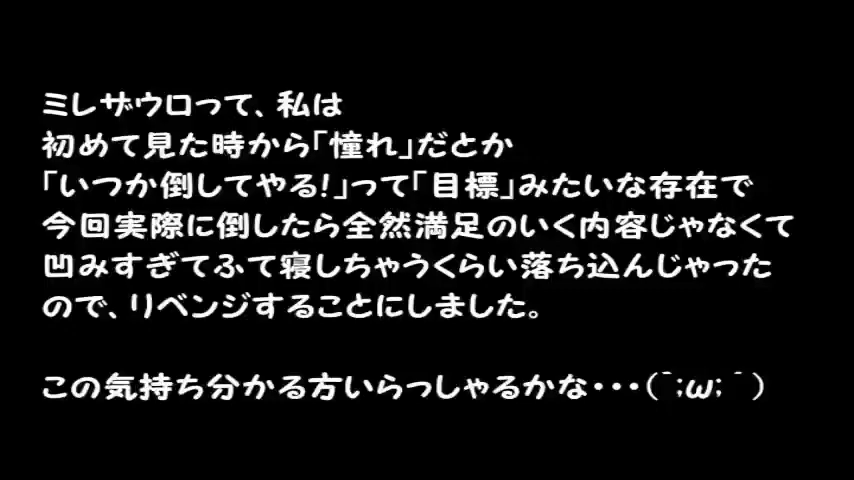 ミレザウロって、私は
初めて見た時から｢憧れ｣だとか
｢いつか倒してやる!｣って｢目標｣みたいな存在で
今回実際に倒したら全然満足のいく内容じゃなくて
凹みすぎてふて寝しちゃうくらい落ち込んじゃった
ので、リベンジすることにしました。
この気持ち分かる方いらっしゃるかな・・・(｀;ω;´)